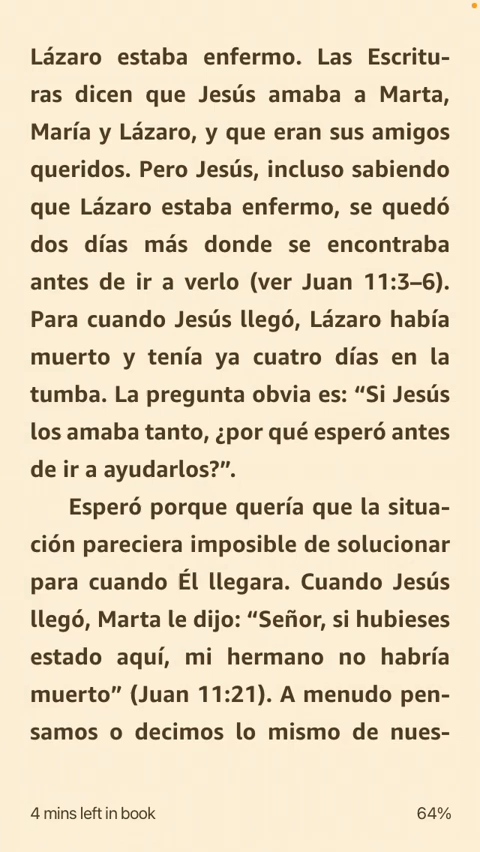 Lázaro estaba enfermo. Las Escritu-
ras dicen que Jesús amaba a Marta,
María y Lázaro, y que eran sus amigos
queridos. Pero Jesús, incluso sabiendo
que Lázaro estaba enfermo, se quedó
dos días más donde se encontraba
antes de ir a verlo (ver Juan 11:3–6).
Para cuando Jesús llegó, Lázaro había
muerto y tenía ya cuatro días en la
tumba. La pregunta obvia es: “Si Jesús
los amaba tanto, ¿por qué esperó antes
de ir a ayudarlos?”.
Esperó porque quería que la situa-
ción pareciera imposible de solucionar
para cuando Él llegara. Cuando Jesús
llegó, Marta le dijo: “Señor, si hubieses
estado aquí, mi hermano no habría
muerto” (Juan 11:21). A menudo pen-
samos o decimos lo mismo de nues-
4 mins left in book 64%